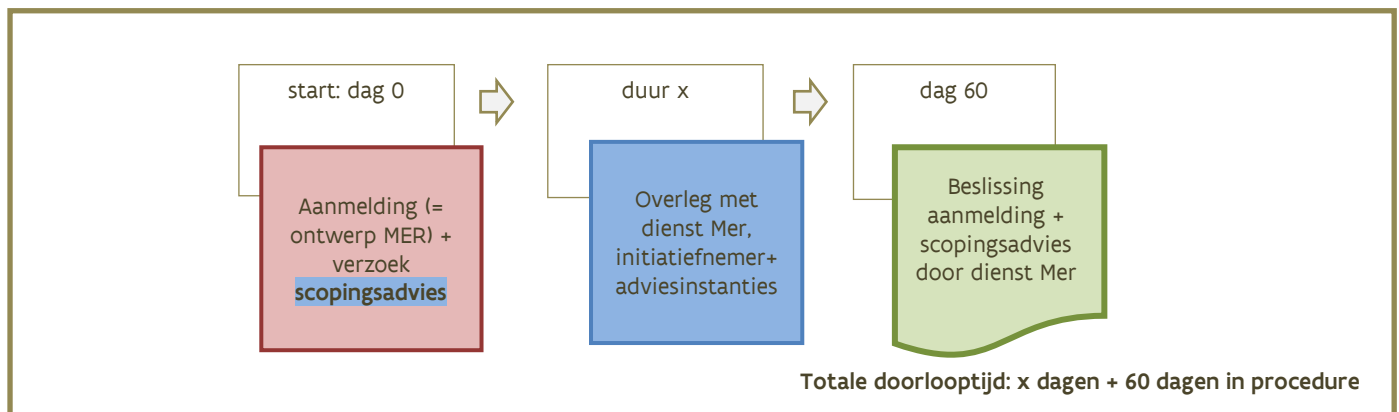 start: dag 0
Aanmelding (=
ontwerp MER) +
verzoek
scopingsadvies
duur x
Overleg met
dienst Mer,
initiatiefnemer+
adviesinstanties
dag 60
Beslissing
aanmelding +
scopingsadvies
door dienst Mer
Totale doorlooptijd: x dagen + 60 dagen in procedure